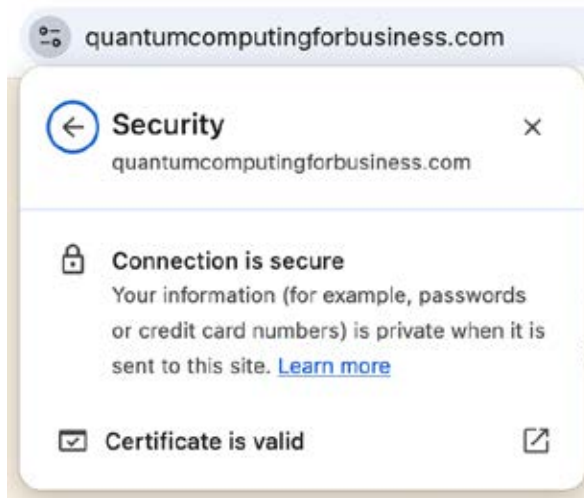 quantumcomputingforbusiness.com
Security
quantumcomputingforbusiness.com
Connection is secure
Your information (for example, passwords
or credit card numbers) is private when it is
sent to this site. Learn more
Certificate is valid